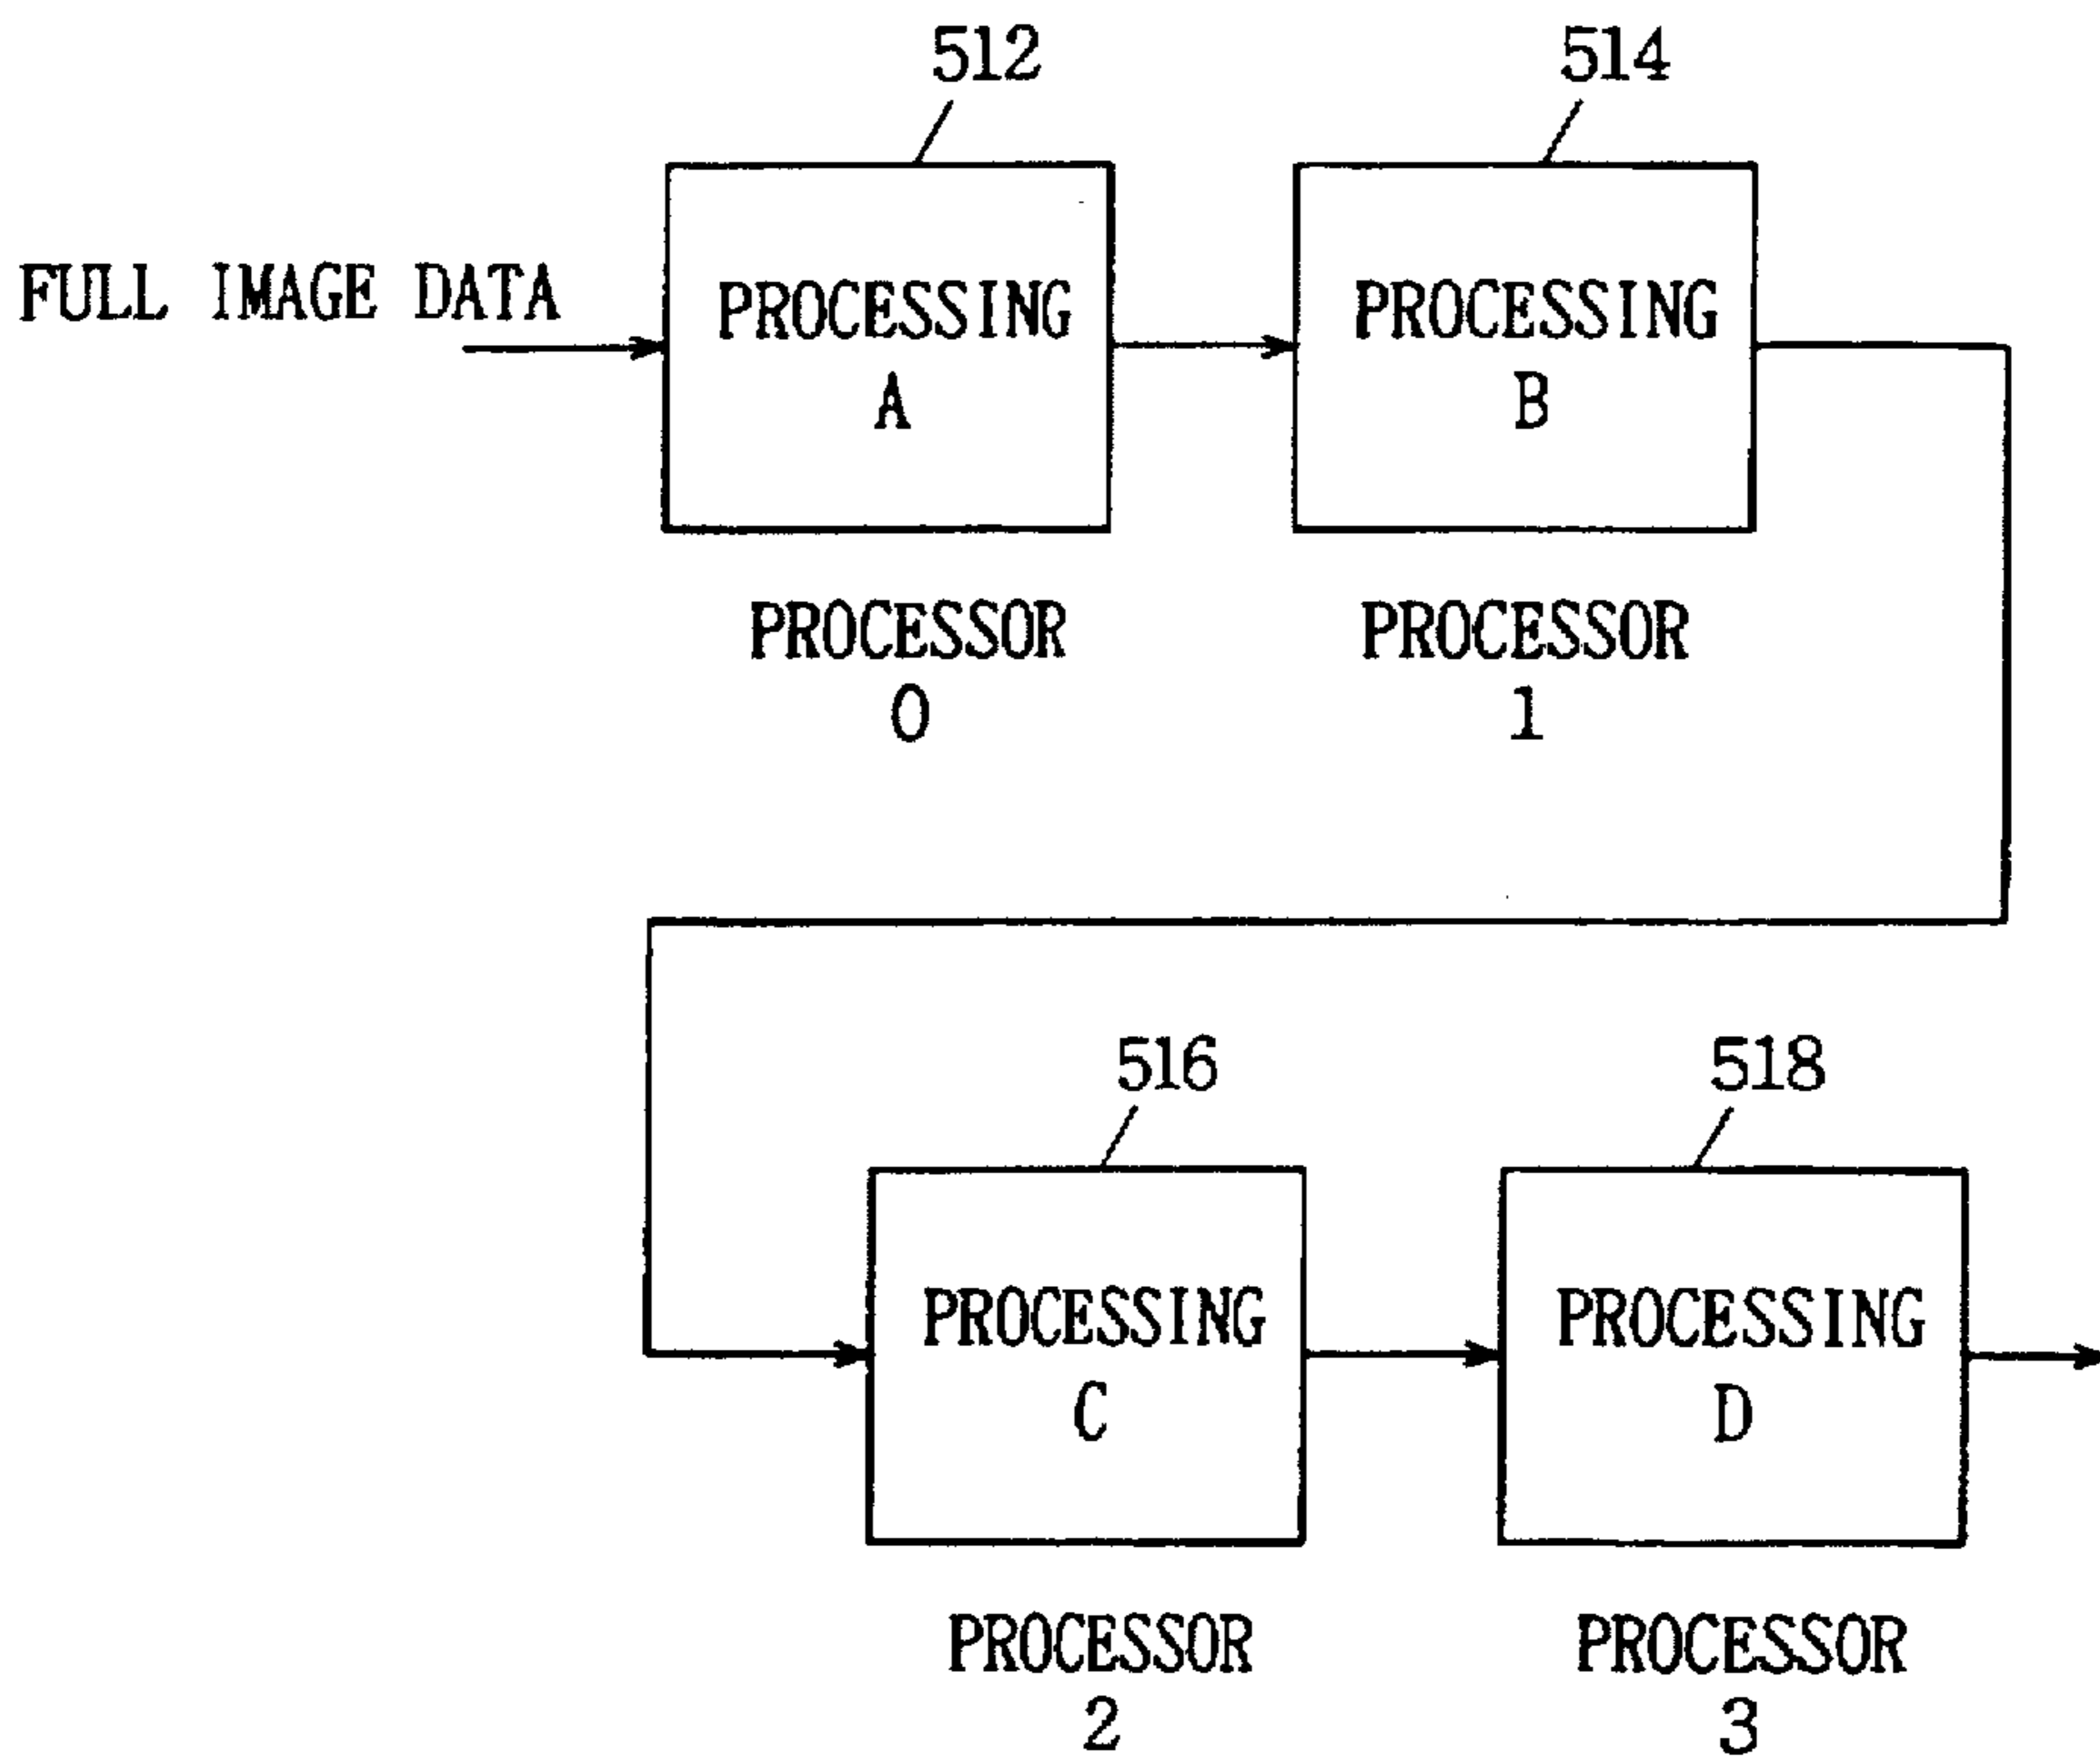 512
514
FULL IMAGE DATA
PROCESSING
A
PROCESSING
B
PROCESSOR
0
PROCESSOR
1
516
518
PROCESSING
C
PROCESSING
D
PROCESSOR
2
PROCESSOR
3